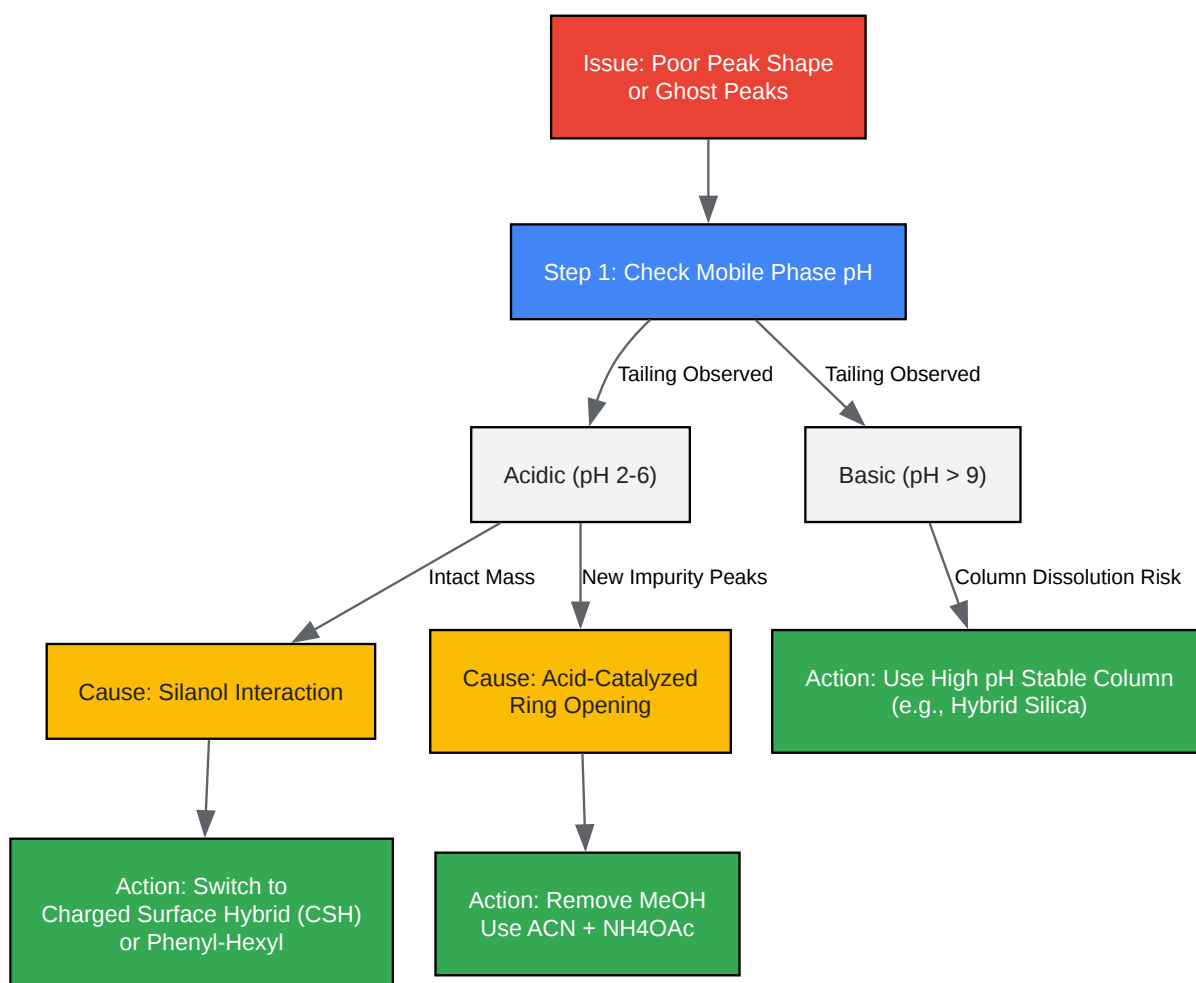 Issue: Poor Peak Shape
or Ghost Peaks
Step 1: Check Mobile Phase pH
Tailing Observed
Tailing Observed
Acidic (pH 2-6)
Basic (pH > 9)
Intact Mass
New Impurity Peaks
Column Dissolution Risk
Cause: Silanol Interaction
Cause: Acid-Catalyzed
Ring Opening
Action: Use High pH Stable Column
(e.g., Hybrid Silica)
Action: Switch to
Charged Surface Hybrid (CSH)
or Phenyl-Hexyl
Action: Remove MeOH
Use ACN + NH4OAc